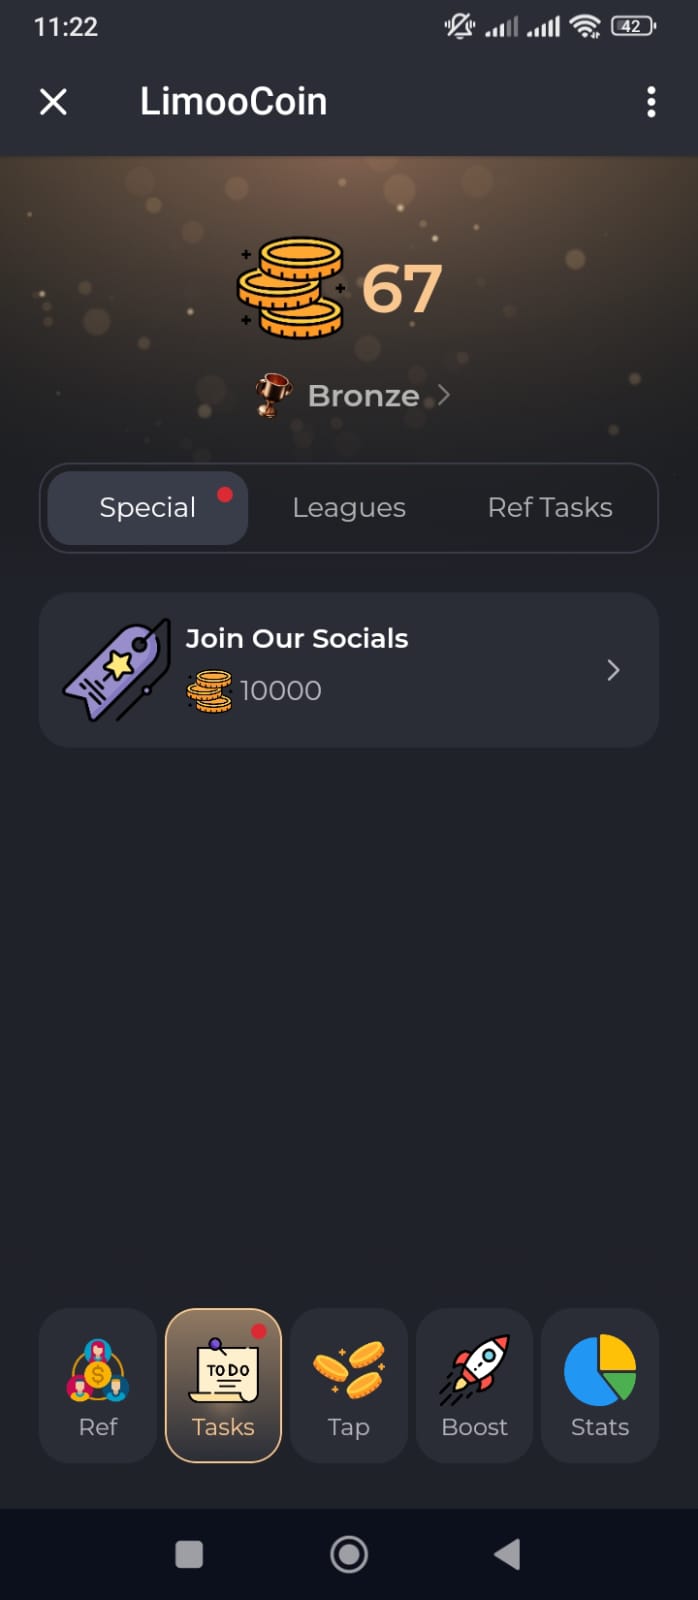 11:22
42
LimooCoin
67
Bronze
Special
Leagues
Ref Tasks
Join Our Socials
10000
TO DO
Ref
Tasks
Tap
Boost
Stats